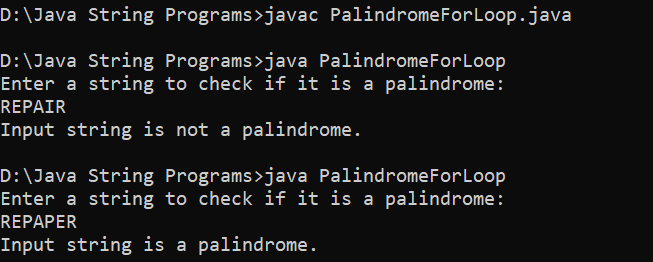 D:\Java String Programs>javac PalindromeForLoop.java
D:\Java String Programs>java PalindromeForLoop
Enter a string to check if it is a palindrome:
REPAIR
Input string is not a palindrome.
D:\Java String Programs>java PalindromeForLoop
Enter a string to check if it is a palindrome:
REPAPER
Input string is a palindrome.